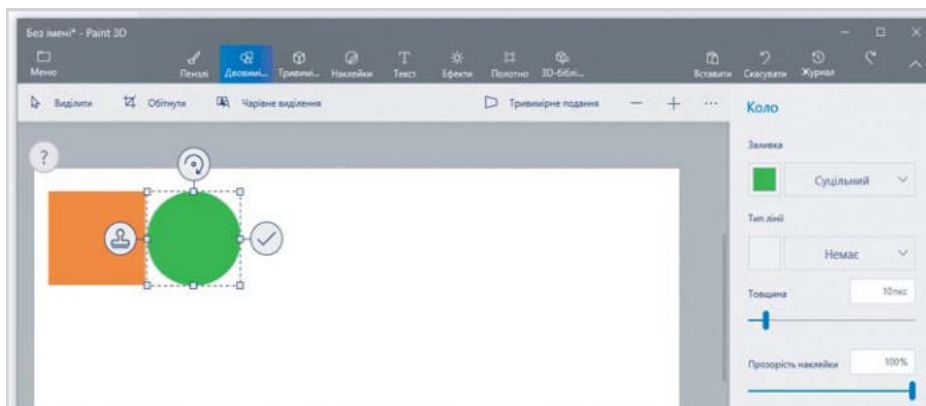 Без імені* - Paint 3D
Меню
Пензлі
Двовимі...
Тривимі...
Наклейки
Текст
Ефекти
Полотно
3D-біблі...
Вставити
Скасувати
Журнал
Виділити
Обітнути
Чарівне виділення
Тривимірне подання
Коло
?
Заливка
Суцільний
Тип лінії
Немає
Товщина
10пкс
Прозорість наклейки
100%